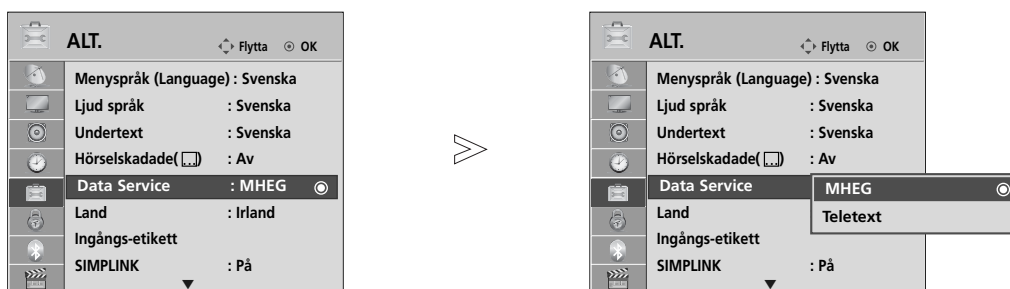 ALT.
Flytta OK
Menyspråk (Language) : Svenska
Ljud språk : Svenska
Undertext : Svenska
Hörselskadade( ) : Av
Data Service : MHEG
Land : Irland
Ingångs-etikett
SIMPLINK : På
ALT.
Flytta OK
Menyspråk (Language) : Svenska
Ljud språk : Svenska
Undertext : Svenska
Hörselskadade( ) : Av
Data Service
MHEG
Land
Teletext
Ingångs-etikett
SIMPLINK : På